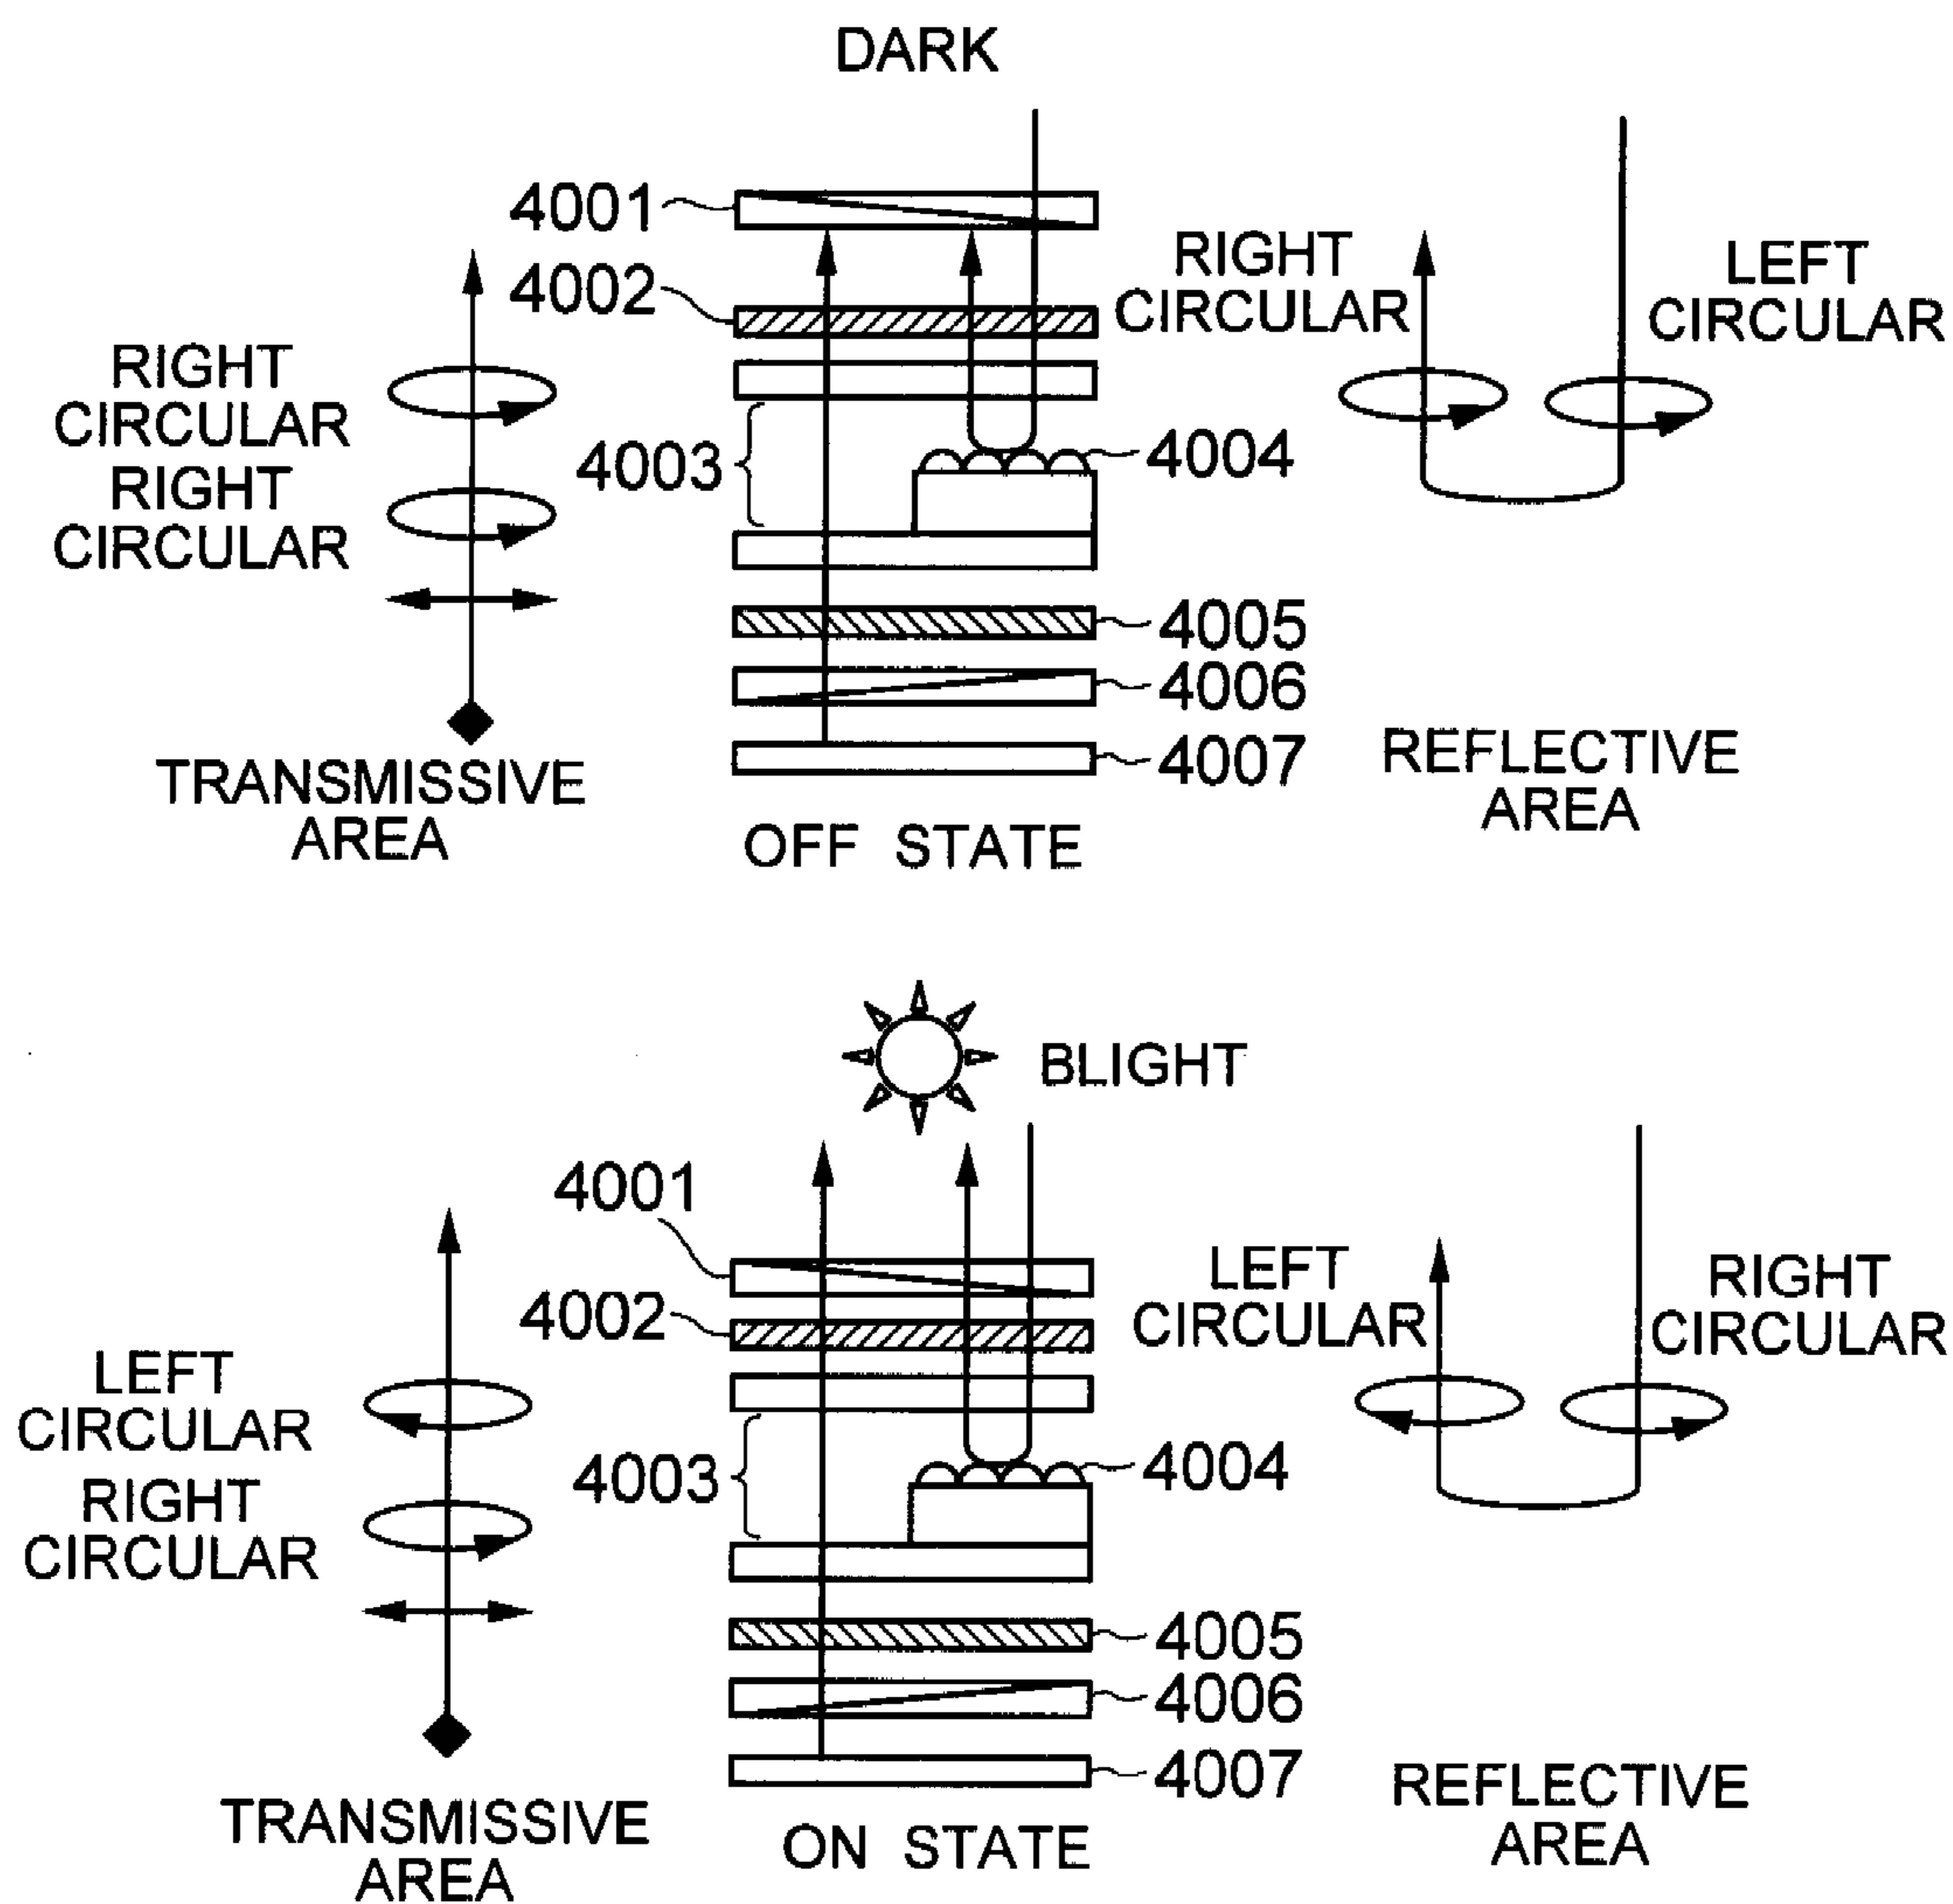 DARK
4001
4002
RIGHT
CIRCULAR
LEFT
CIRCULAR
RIGHT
CIRCULAR
RIGHT
CIRCULAR
4003
4004
4005
4006
4007
TRANSMISSIVE
AREA
OFF STATE
REFLECTIVE
AREA
BLIGHT
4001
4002
LEFT
CIRCULAR
RIGHT
CIRCULAR
LEFT
CIRCULAR
RIGHT
CIRCULAR
4003
4004
4005
4006
4007
TRANSMISSIVE
AREA
ON STATE
REFLECTIVE
AREA